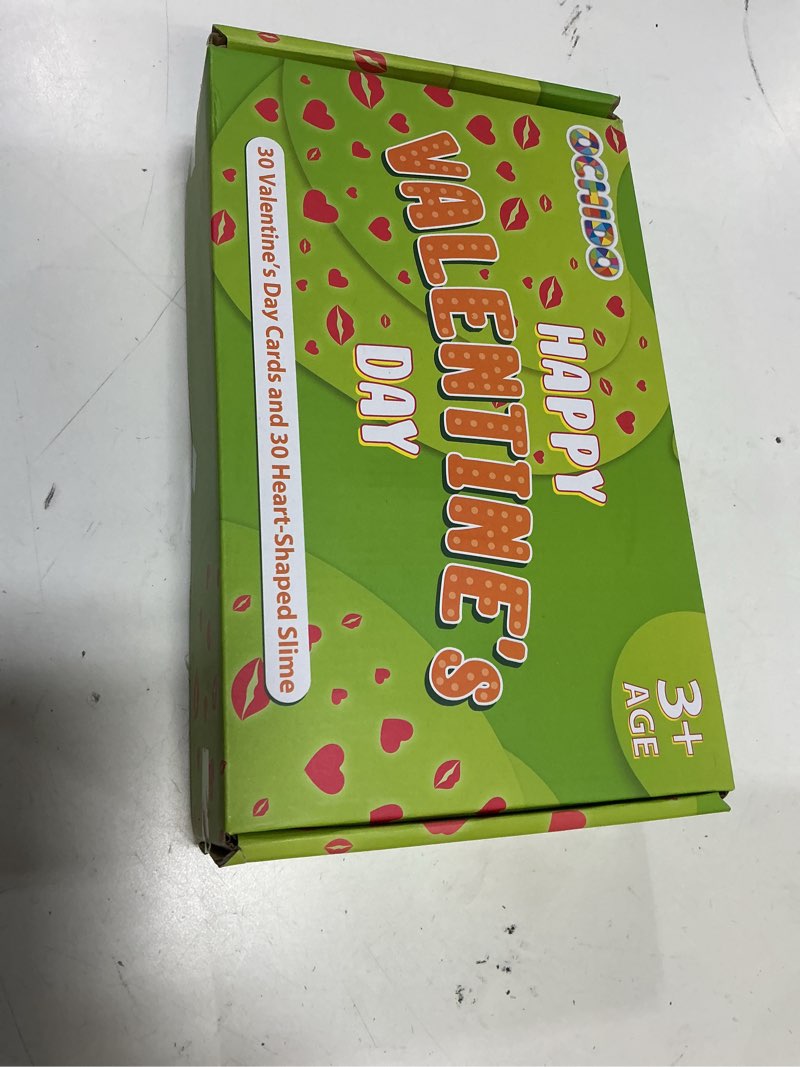 OCHIDO
HAPPY
VALENTINE'S
DAY
30 Valentine's Day Cards and 30 Heart-Shaped Slime
3+
AGE